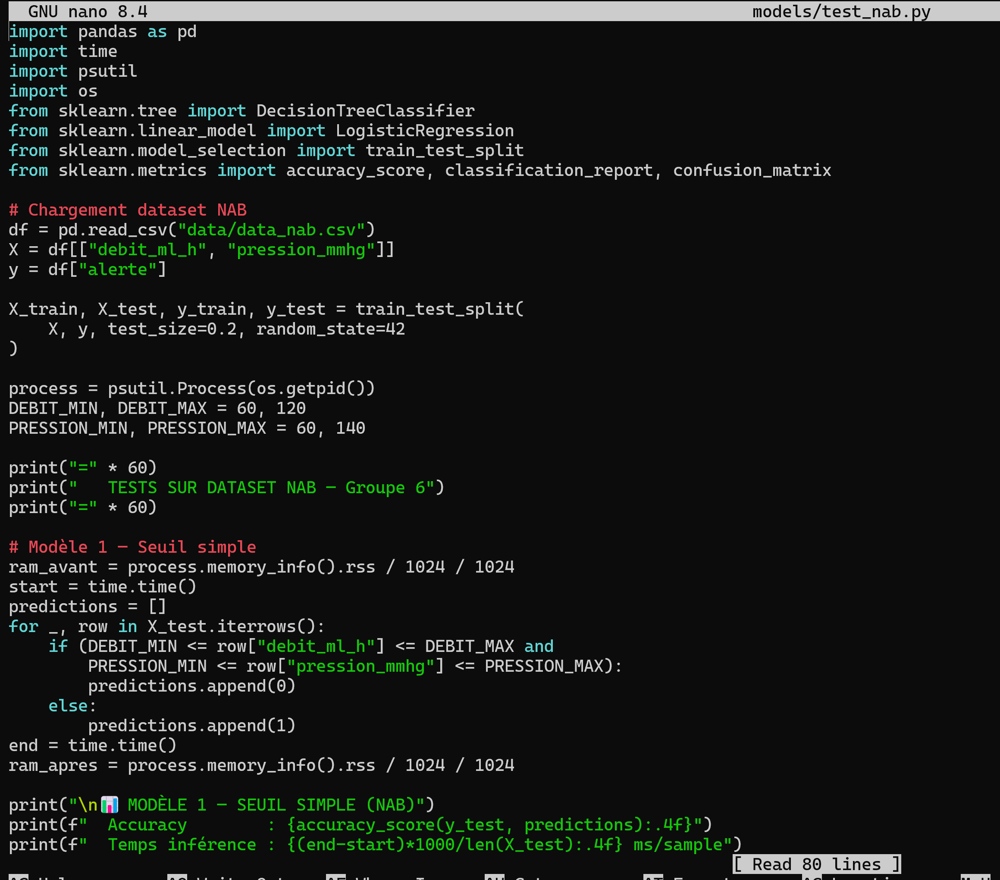 GNU nano 8.4 models/test_nab.py
import pandas as pd
import time
import psutil
import os
from sklearn.tree import DecisionTreeClassifier
from sklearn.linear_model import LogisticRegression
from sklearn.model_selection import train_test_split
from sklearn.metrics import accuracy_score, classification_report, confusion_matrix

# Chargement dataset NAB
df = pd.read_csv("data/data_nab.csv")
X = df[["debit_ml_h", "pression_mmhg"]]
y = df["alerte"]

X_train, X_test, y_train, y_test = train_test_split(
    X, y, test_size=0.2, random_state=42
)

process = psutil.Process(os.getpid())
DEBIT_MIN, DEBIT_MAX = 60, 120
PRESSION_MIN, PRESSION_MAX = 60, 140

print("=" * 60)
print("   TESTS SUR DATASET NAB — Groupe 6")
print("=" * 60)

# Modèle 1 — Seuil simple
ram_avant = process.memory_info().rss / 1024 / 1024
start = time.time()
predictions = []
for _, row in X_test.iterrows():
    if (DEBIT_MIN <= row["debit_ml_h"] <= DEBIT_MAX and
        PRESSION_MIN <= row["pression_mmhg"] <= PRESSION_MAX):
        predictions.append(0)
    else:
        predictions.append(1)
end = time.time()
ram_apres = process.memory_info().rss / 1024 / 1024

print("\n📊 MODÈLE 1 — SEUIL SIMPLE (NAB)")
print(f"  Accuracy        : {accuracy_score(y_test, predictions):.4f}")
print(f"  Temps inférence : {(end-start)*1000/len(X_test):.4f} ms/sample")
[ Read 80 lines ]